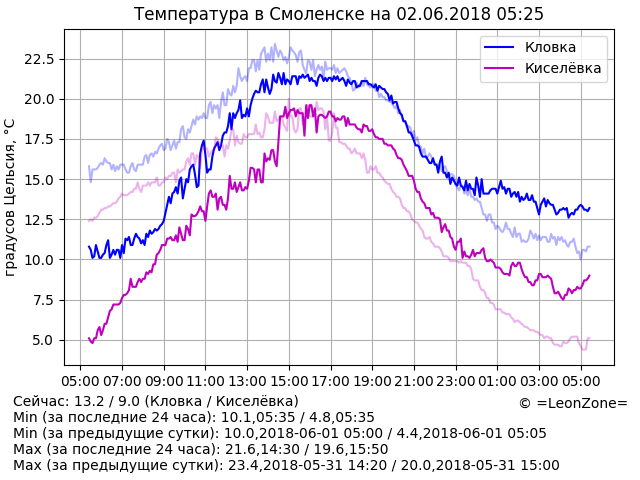 Температура в Смоленске на 02.06.2018 05:25
Кловка
Киселёвка
градусов Цельсия, °C
22.5
20.0
17.5
15.0
12.5
10.0
7.5
5.0
05:00 07:00 09:00 11:00 13:00 15:00 17:00 19:00 21:00 23:00 01:00 03:00 05:00
Сейчас: 13.2 / 9.0 (Кловка / Киселёвка)
© =LeonZone=
Min (за последние 24 часа): 10.1,05:35 / 4.8,05:35
Min (за предыдущие сутки): 10.0,2018-06-01 05:00 / 4.4,2018-06-01 05:05
Max (за последние 24 часа): 21.6,14:30 / 19.6,15:50
Max (за предыдущие сутки): 23.4,2018-05-31 14:20 / 20.0,2018-05-31 15:00